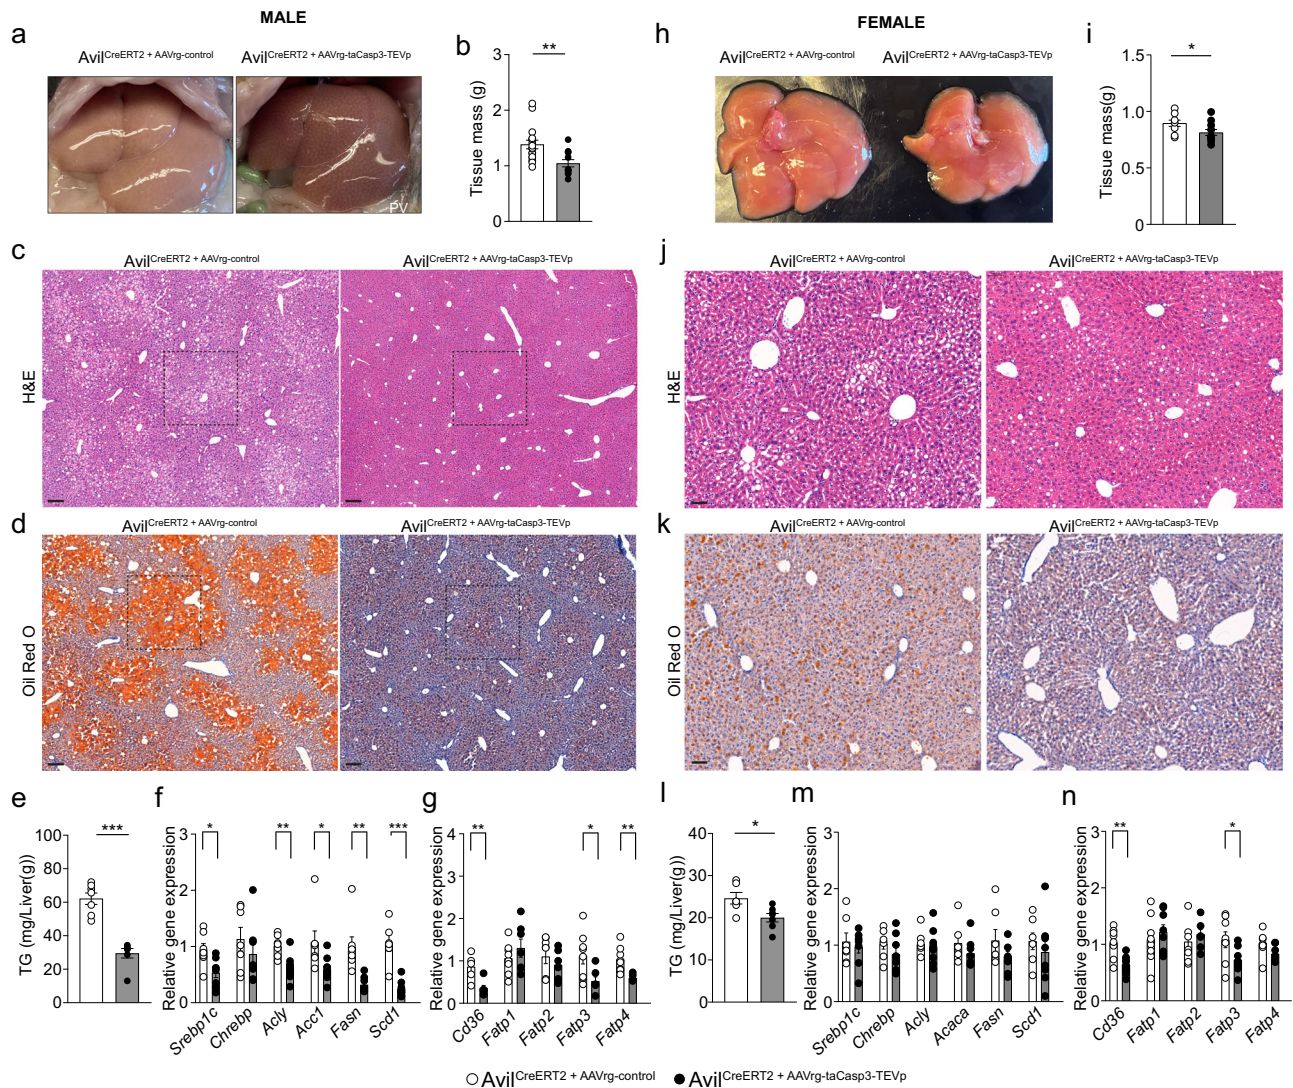 MALE
FEMALE
a
AvilCreERT2 + AAVrg-control
AvilCreERT2 + AAVrg-taCasp3-TEVp
PV
b
Tissue mass (g)
3
2
1
0
**
h
AvilCreERT2 + AAVrg-control
AvilCreERT2 + AAVrg-taCasp3-TEVp
i
Tissue mass(g)
1.5
1.0
0.5
0
*
c
AvilCreERT2 + AAVrg-control
AvilCreERT2 + AAVrg-taCasp3-TEVp
H&E
j
AvilCreERT2 + AAVrg-control
AvilCreERT2 + AAVrg-taCasp3-TEVp
H&E
d
AvilCreERT2 + AAVrg-control
AvilCreERT2 + AAVrg-taCasp3-TEVp
Oil Red O
k
AvilCreERT2 + AAVrg-control
AvilCreERT2 + AAVrg-taCasp3-TEVp
Oil Red O
e
TG (mg/Liver(g))
100
80
60
40
20
0
***
f
Relative gene expression
3
2
1
0
* ** * ** ***
Srebp1c Chrebp Acly Acc1 Fasn Scd1
g
Relative gene expression
4
3
2
1
0
** * **
Cd36 Fatp1 Fatp2 Fatp3 Fatp4
l
TG (mg/Liver(g))
40
30
20
10
0
*
m
Relative gene expression
3
2
1
0
Srebp1c Chrebp Acly Acaca Fasn Scd1
n
Relative gene expression
3
2
1
0
** *
Cd36 Fatp1 Fatp2 Fatp3 Fatp4
AvilCreERT2 + AAVrg-control
AvilCreERT2 + AAVrg-taCasp3-TEVp